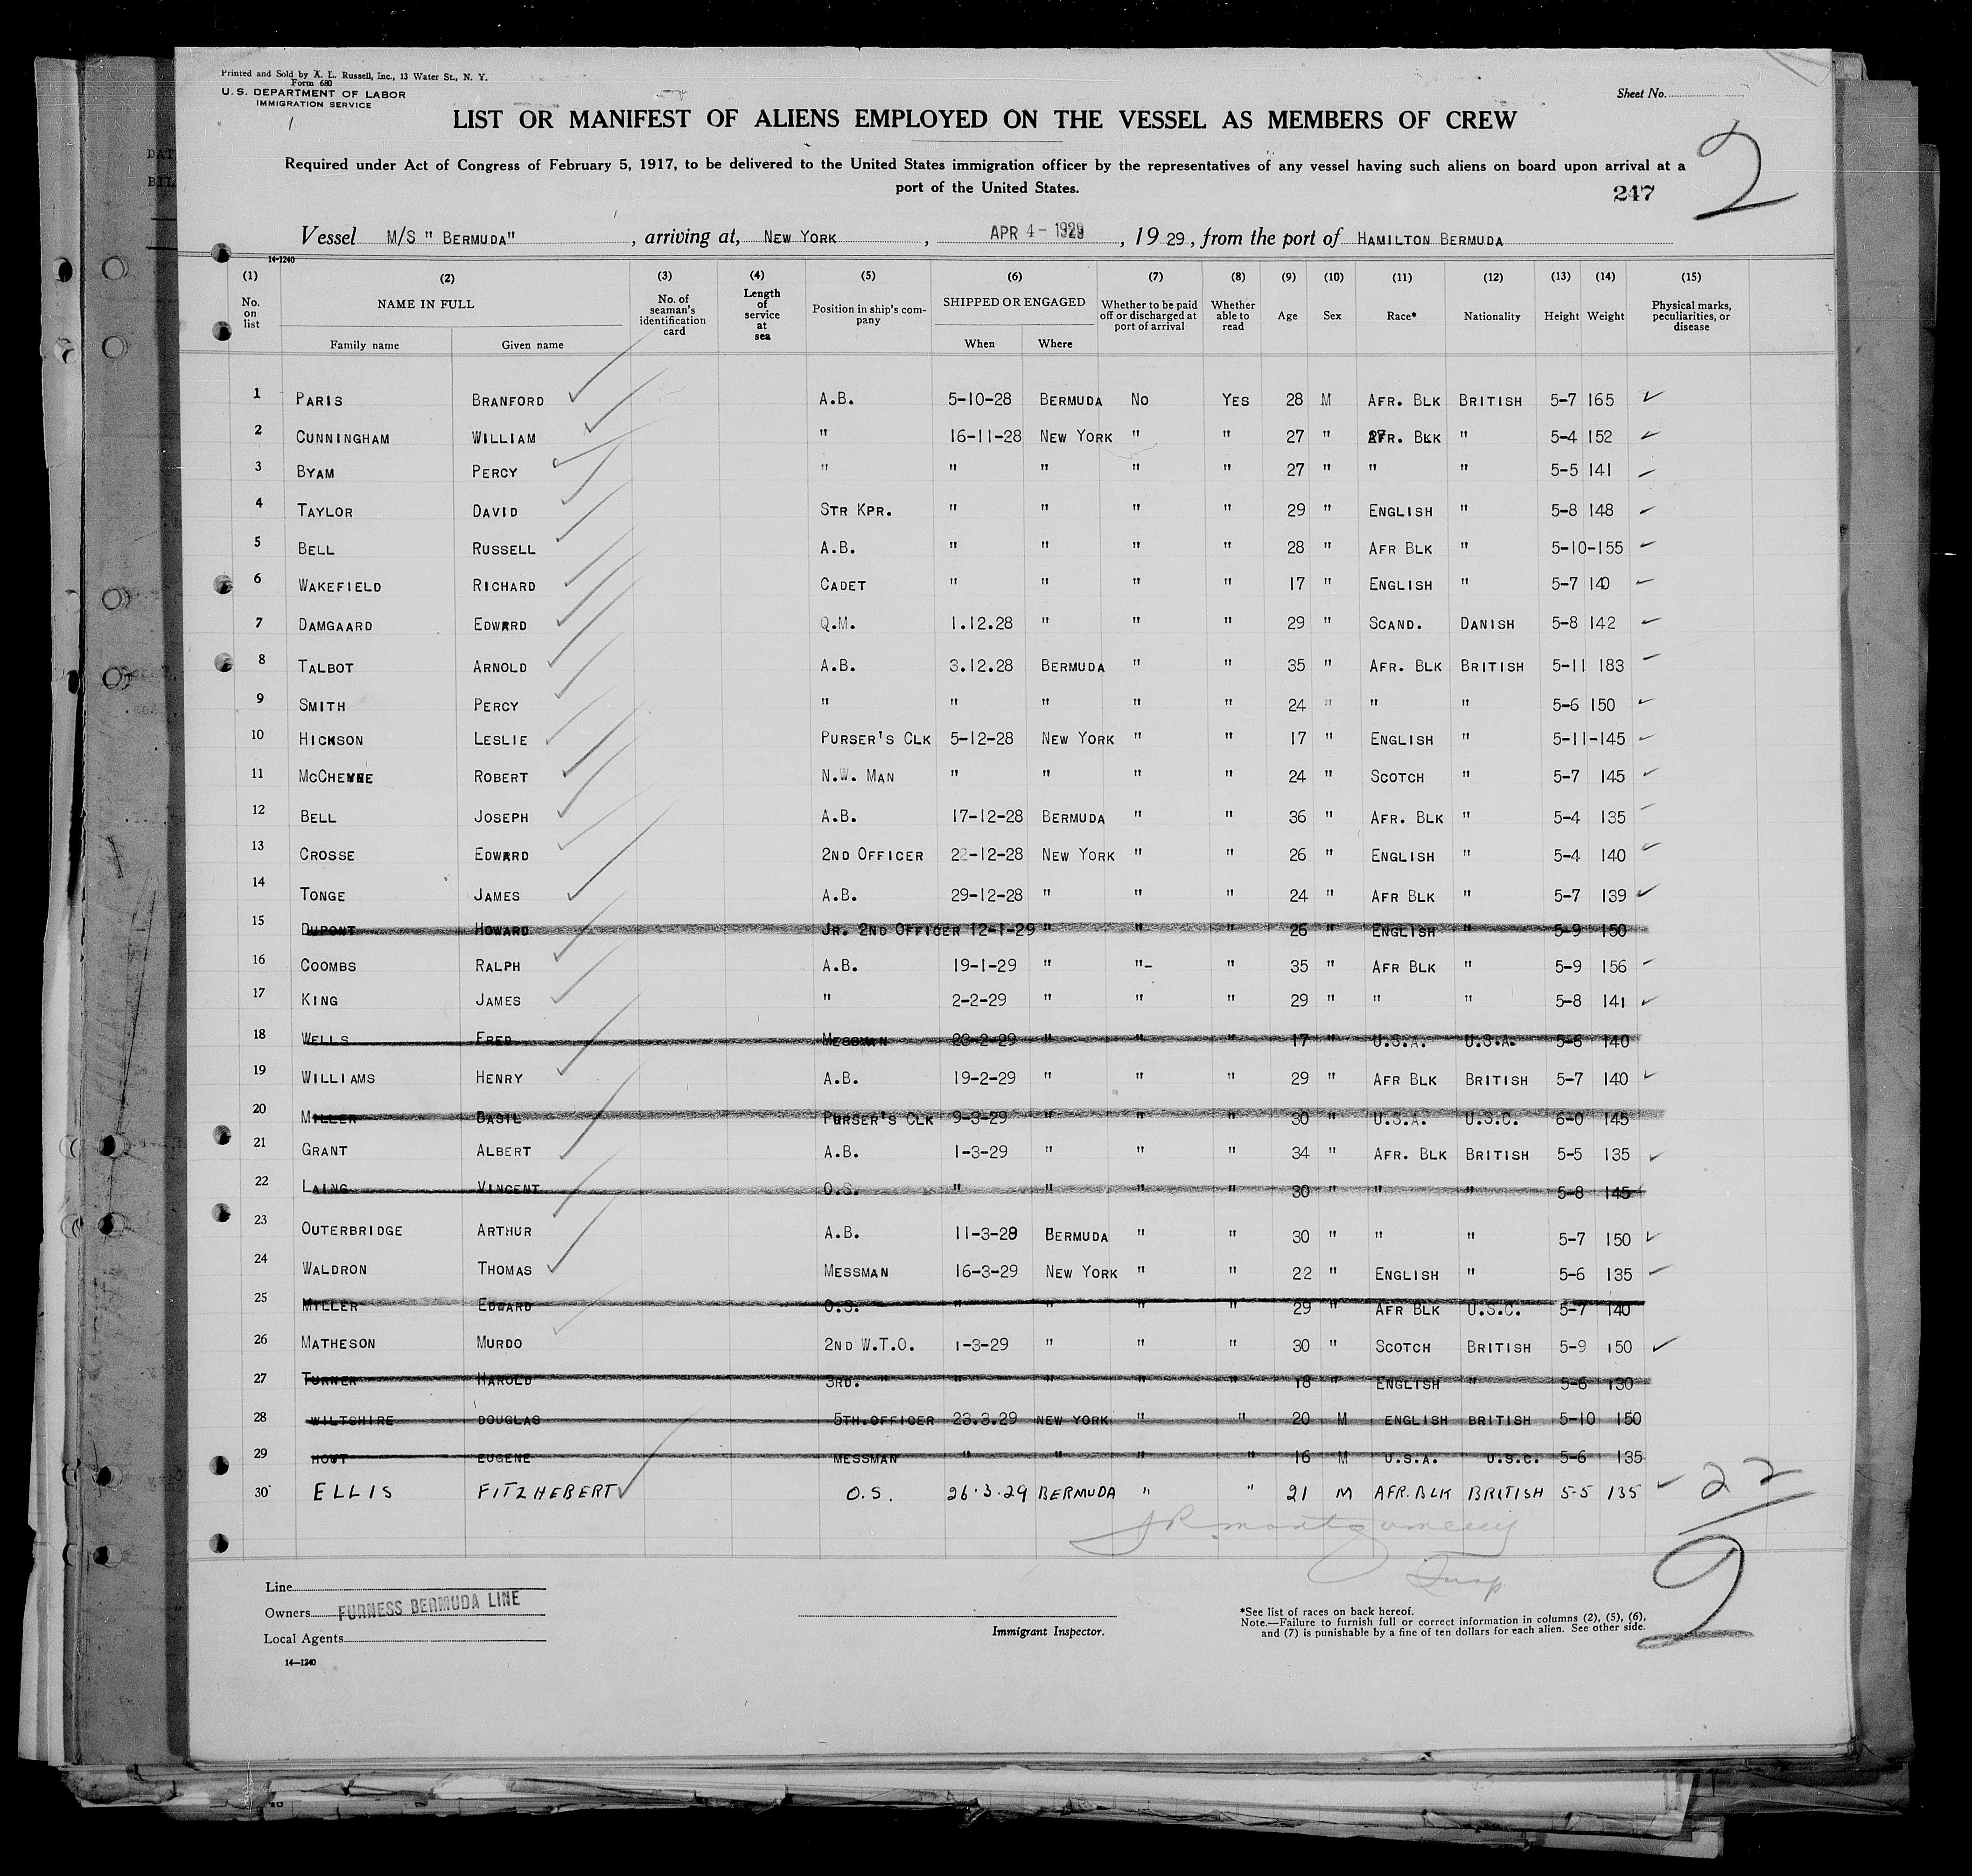 Printed and Sold by A. L. Russell, Inc., 13 Water St., N. Y.
Form 680
U. S. DEPARTMENT OF LABOR
IMMIGRATION SERVICE
Sheet No.
LIST OR MANIFEST OF ALIENS EMPLOYED ON THE VESSEL AS MEMBERS OF CREW
Required under Act of Congress of February 5, 1917, to be delivered to the United States immigration officer by the representatives of any vessel having such aliens on board upon arrival at a
port of the United States.
247
2
Vessel M/S " BERMUDA" , arriving at, NEW YORK , APR 4 - 1929 , 19 29 , from the port of HAMILTON BERMUDA
14-1240
(1) (2) (3) (4) (5) (6) (7) (8) (9) (10) (11) (12) (13) (14) (15)
No. on list NAME IN FULL Family name Given name No. of seaman's identification card Length of service at sea Position in ship's company SHIPPED OR ENGAGED When Where Whether to be paid off or discharged at port of arrival Whether able to read Age Sex Race* Nationality Height Weight Physical marks, peculiarities, or disease
1 PARIS BRANFORD A.B. 5-10-28 BERMUDA NO YES 28 M AFR. BLK BRITISH 5-7 165
2 CUNNINGHAM WILLIAM " 16-11-28 NEW YORK " " 27 " AFR. BLK " 5-4 152
3 BYAM PERCY " " " " " 27 " " " 5-5 141
4 TAYLOR DAVID STR KPR. " " " " 29 " ENGLISH " 5-8 148
5 BELL RUSSELL A.B. " " " " 28 " AFR BLK " 5-10-155
6 WAKEFIELD RICHARD CADET " " " " 17 " ENGLISH " 5-7 140
7 DAMGAARD EDWARD Q.M. 1.12.28 " " " 29 " SCAND. DANISH 5-8 142
8 TALBOT ARNOLD A.B. 3.12.28 BERMUDA " " 35 " AFR. BLK BRITISH 5-11 183
9 SMITH PERCY " " " " " 24 " " " 5-6 150
10 HICKSON LESLIE PURSER'S CLK 5-12-28 NEW YORK " " 17 " ENGLISH " 5-11-145
11 ROBERT N.W. MAN " " " " 24 " SCOTCH " 5-7 145
12 BELL JOSEPH A.B. 17-12-28 BERMUDA " " 36 " AFR. BLK " 5-4 135
13 CROSSE EDWARD 2ND OFFICER 22-12-28 NEW YORK " " 26 " ENGLISH " 5-4 140
14 TONGE JAMES A.B. 29-12-28 " " " 24 " AFR BLK " 5-7 139
15 DUPONT HOWARD JR. 2ND OFFICER 12-1-29 " " " 26 " ENGLISH " 5-9 150
16 COOMBS RALPH A.B. 19-1-29 " "- " 35 " AFR BLK " 5-9 156
17 KING JAMES " 2-2-29 " " " 29 " " " 5-8 141
18 WELLS FRED MESSMAN 23-2-29 " " " 17 " U.S.A. U.S.A. 5-6 140
19 WILLIAMS HENRY A.B. 19-2-29 " " " 29 " AFR BLK BRITISH 5-7 140
20 MILLER BASIL PURSER'S CLK 9-3-29 " " " 30 " U.S.A. U.S.C. 6-0 145
21 GRANT ALBERT A.B. 1-3-29 " " " 34 " AFR. BLK BRITISH 5-5 135
22 LAING VINCENT O.S. " " " " 30 " " " 5-8 145
23 OUTERBRIDGE ARTHUR A.B. 11-3-29 BERMUDA " " 30 " " " 5-7 150
24 WALDRON THOMAS MESSMAN 16-3-29 NEW YORK " " 22 " ENGLISH " 5-6 135
25 MILLER EDWARD O.S. " " " " 29 " AFR BLK U.S.C. 5-7 140
26 MATHESON MURDO 2ND W.T.O. 1-3-29 " " " 30 " SCOTCH BRITISH 5-9 150
27 TURNER HAROLD 3RD. " " " " " 18 " ENGLISH " 5-6 130
28 WILTSHIRE DOUGLAS 5TH.OFFICER 23.3.29 NEW YORK " " 20 M ENGLISH BRITISH 5-10 150
29 HOUT EUGENE MESSMAN " " " " 16 M U.S.A. U.S.C. 5-6 135
30 ELLIS FITZHEBERT O.S. 26.3.29 BERMUDA " " 21 M AFR. BLK BRITISH 5-5 135
22
9
JR Montgomery
Insp.
Line
Owners FURNESS BERMUDA LINE
Local Agents
Immigrant Inspector.
*See list of races on back hereof.
Note.—Failure to furnish full or correct information in columns (2), (5), (6),
and (7) is punishable by a fine of ten dollars for each alien. See other side.
14—1240